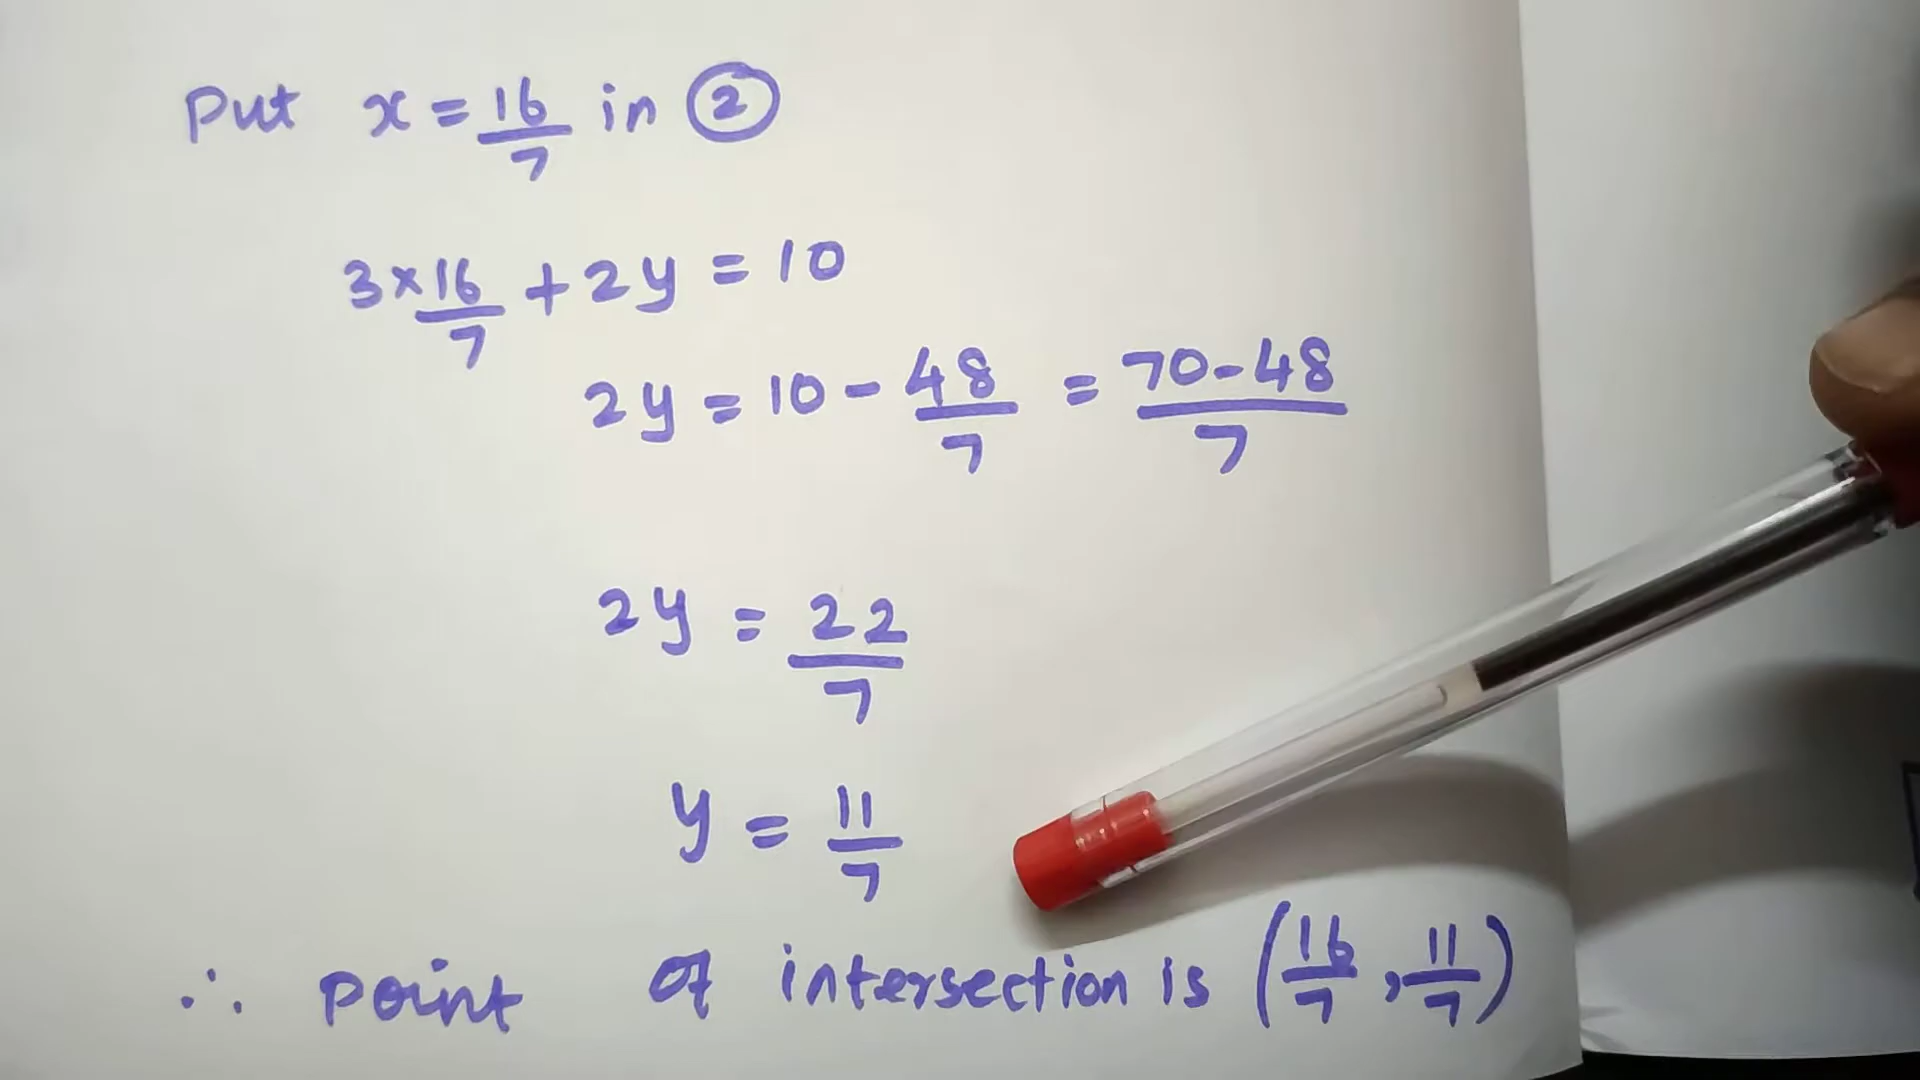 Put x = 16/7 in ②
3 × 16/7 + 2y = 10
2y = 10 - 48/7 = 70-48/7
2y = 22/7
y = 11/7
∴ point of intersection is (16/7, 11/7)